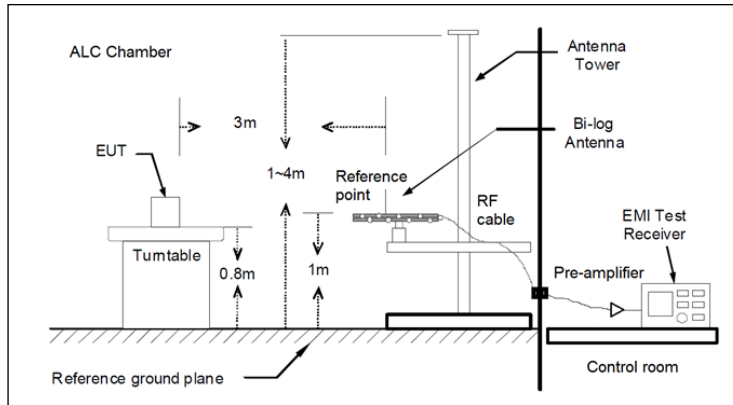 ALC Chamber
Antenna
Tower
3m
Bi-log
Antenna
EUT
1~4m
Reference
point
RF
cable
EMI Test
Receiver
Turntable
0.8m
1m
Pre-amplifier
Control room
Reference ground plane